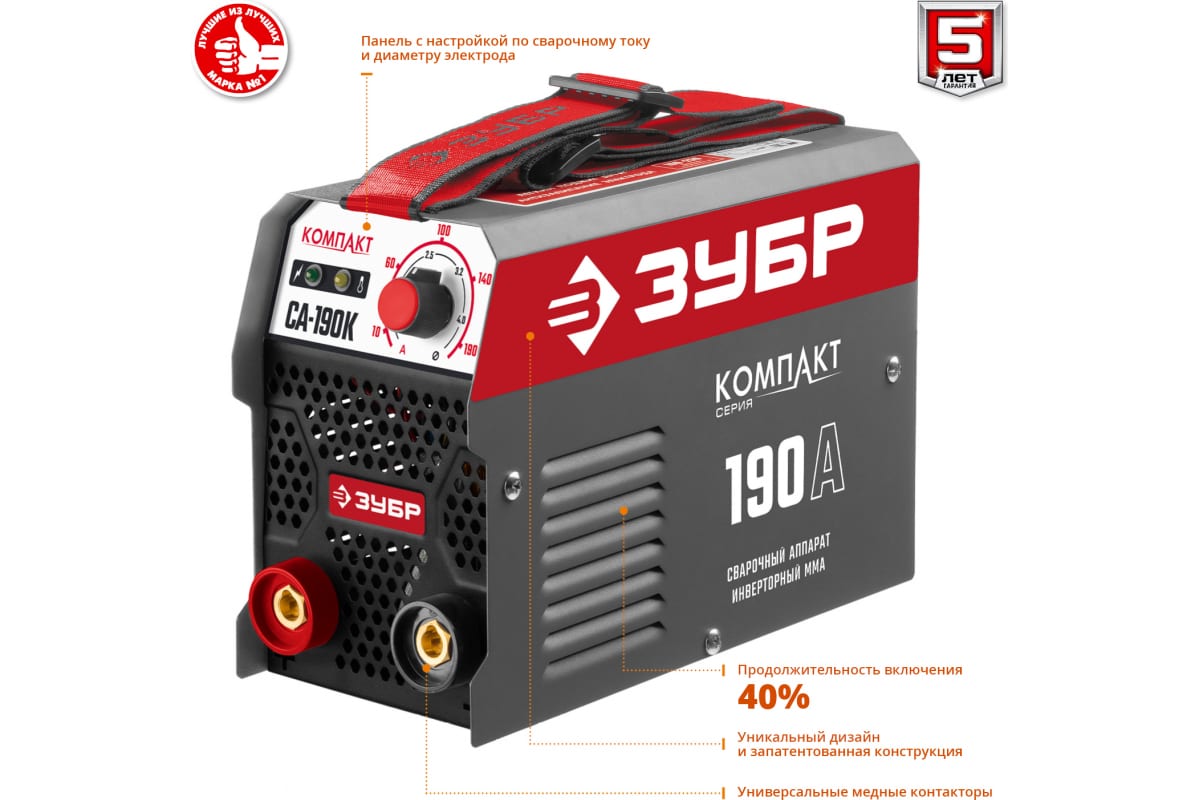 ЛУЧШИЕ ИЗ ЛУЧШИХ
МАРКА №1
Панель с настройкой по сварочному току
и диаметру электрода
5
ЛЕТ
ГАРАНТИЯ
ЗУБР
КОМПАКТ
СА-190К
10
60
100
140
190
2.5
3.2
4.0
А
Ø
ЗУБР
КОМПАКТ
СЕРИЯ
190 А
СВАРОЧНЫЙ АППАРАТ
ИНВЕРТОРНЫЙ ММА
ЗУБР
Продолжительность включения
40%
Уникальный дизайн
и запатентованная конструкция
Универсальные медные контакторы